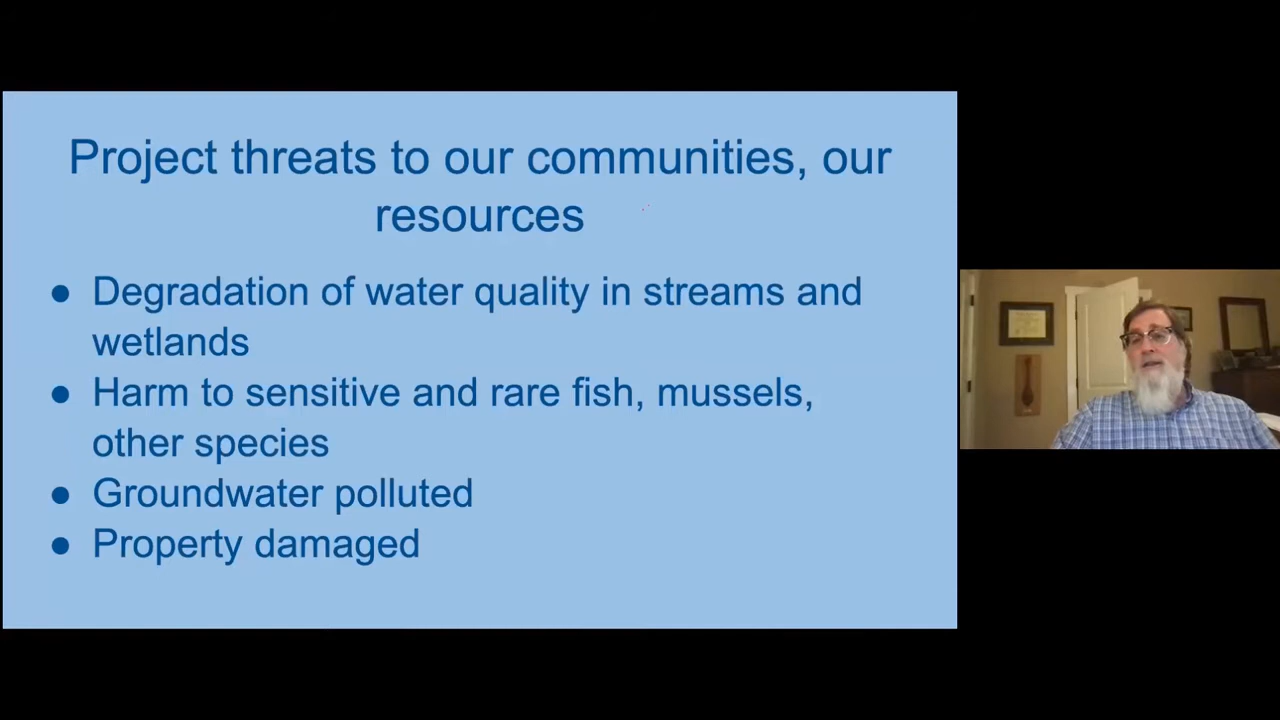 Project threats to our communities, our
resources
● Degradation of water quality in streams and
wetlands
● Harm to sensitive and rare fish, mussels,
other species
● Groundwater polluted
● Property damaged